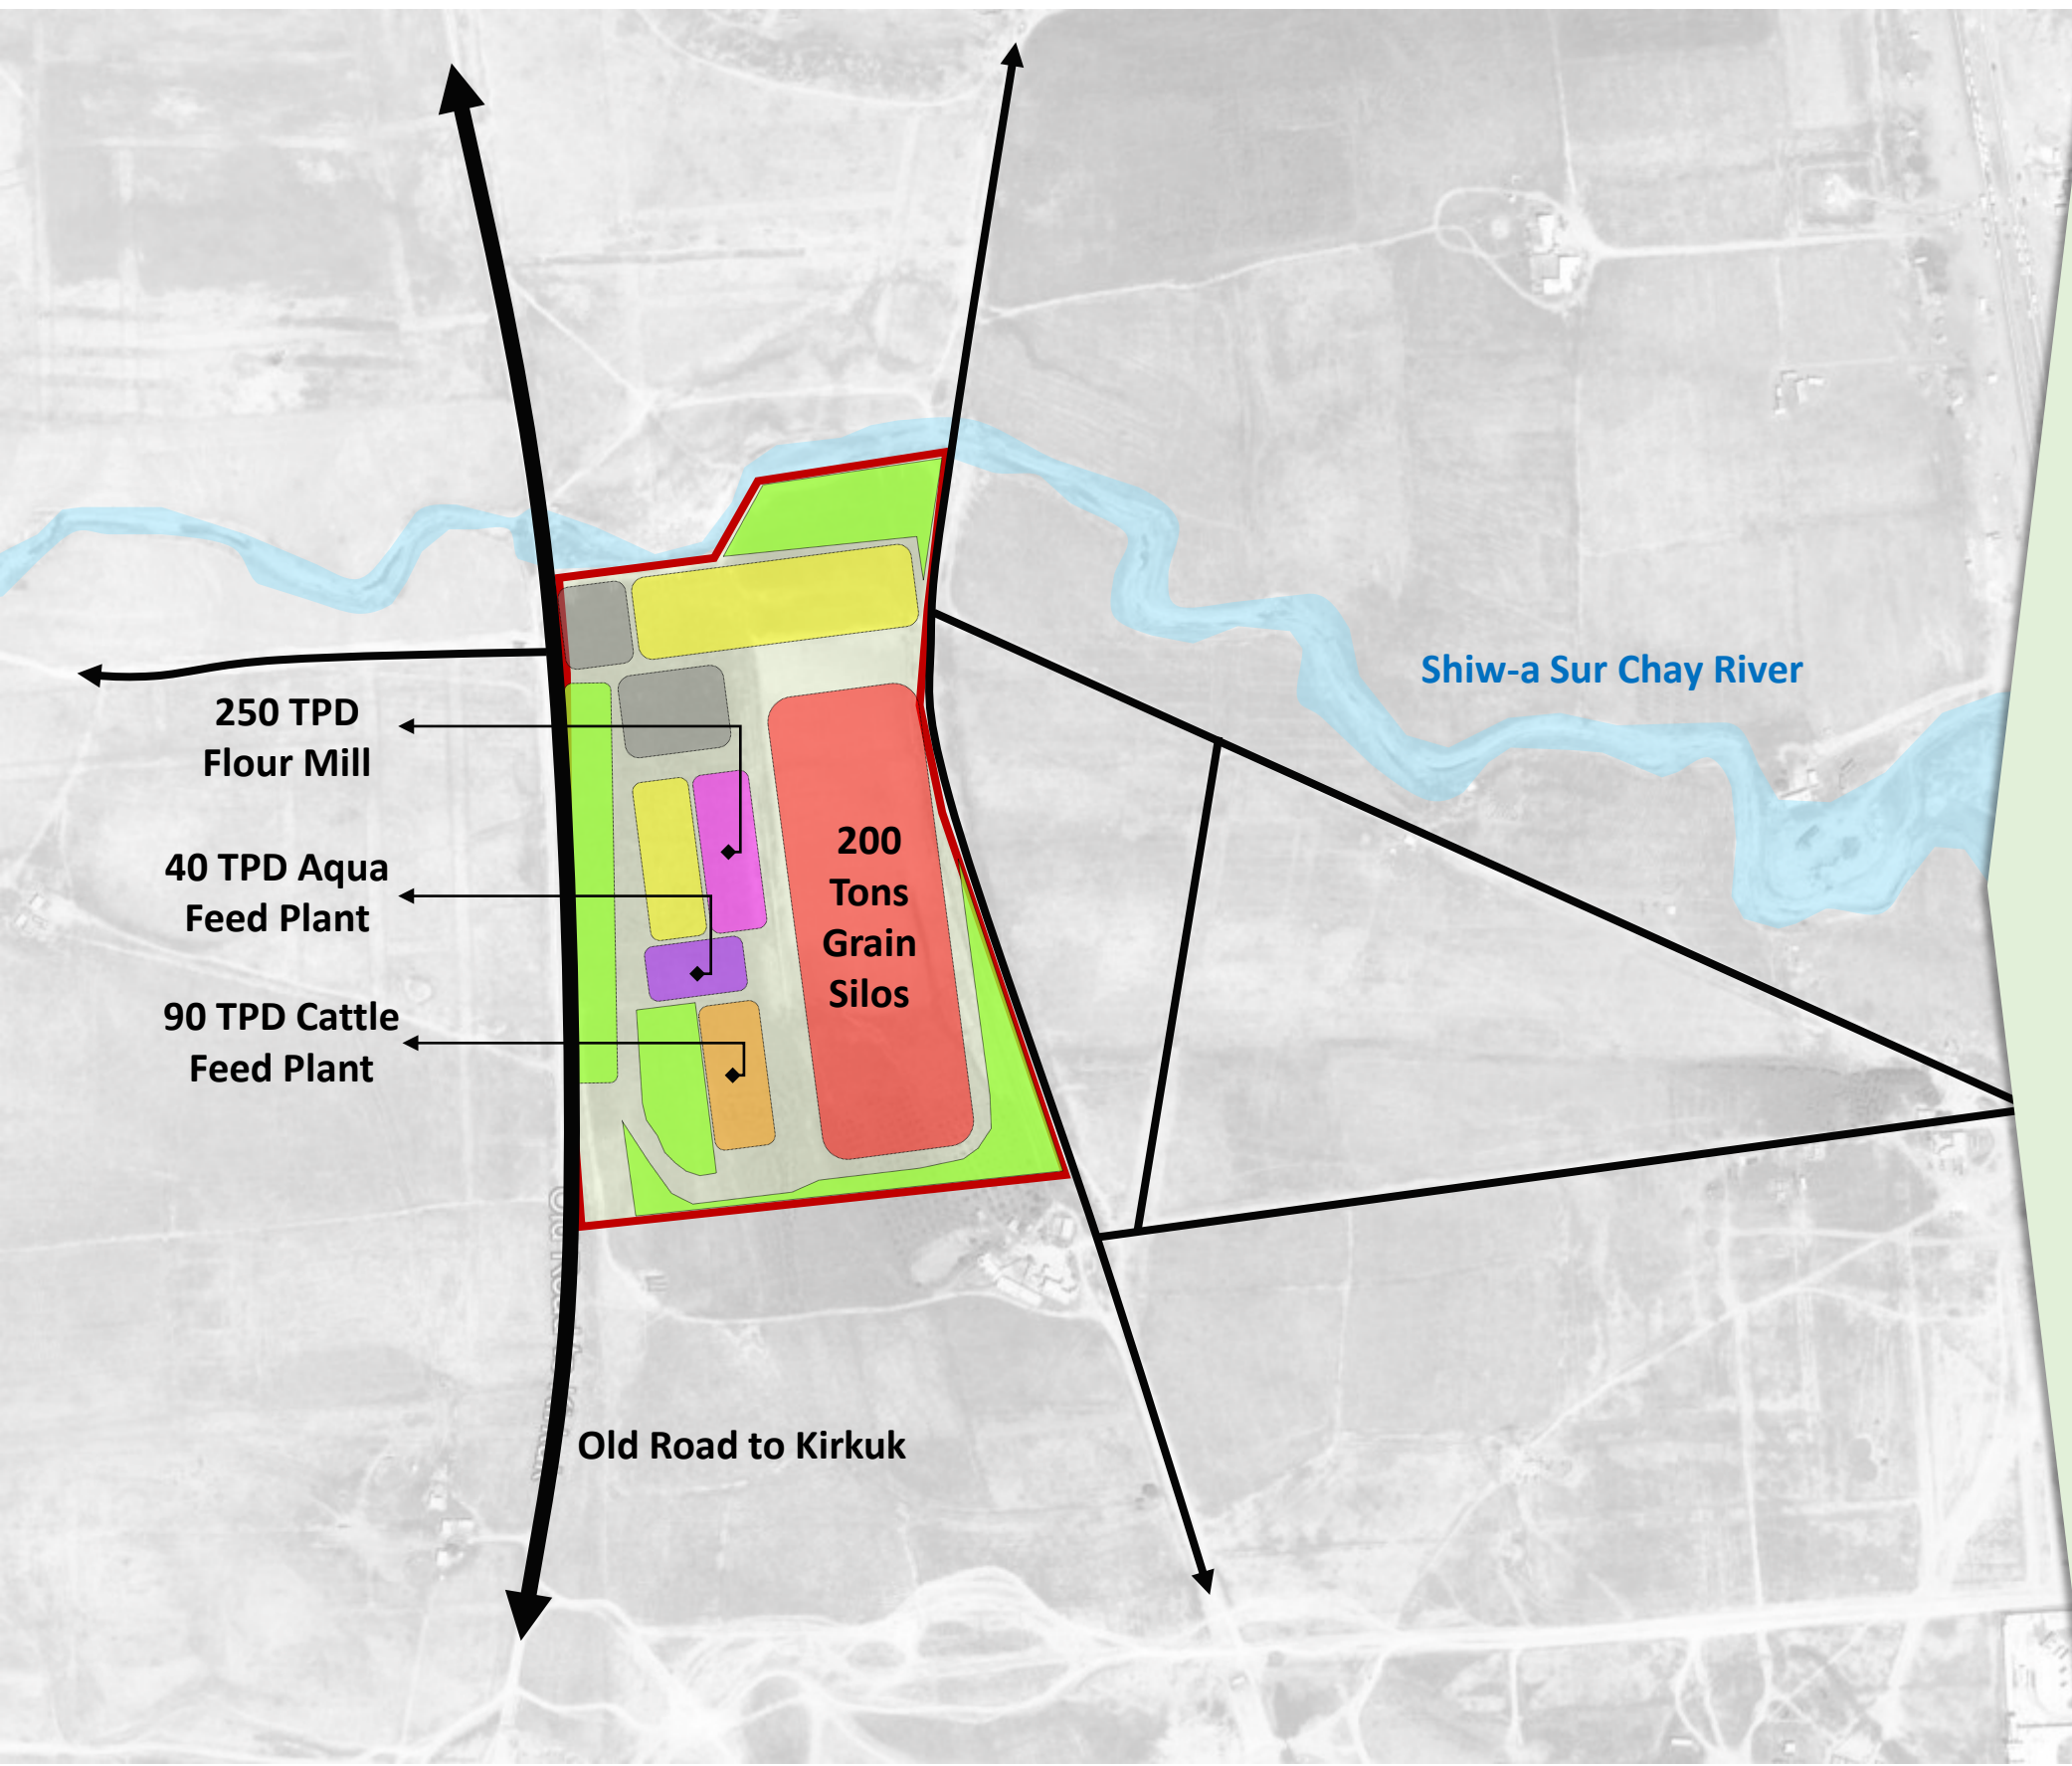 Shiw-a Sur Chay River
250 TPD
Flour Mill
40 TPD Aqua
Feed Plant
90 TPD Cattle
Feed Plant
200
Tons
Grain
Silos
Old Road to Kirkuk